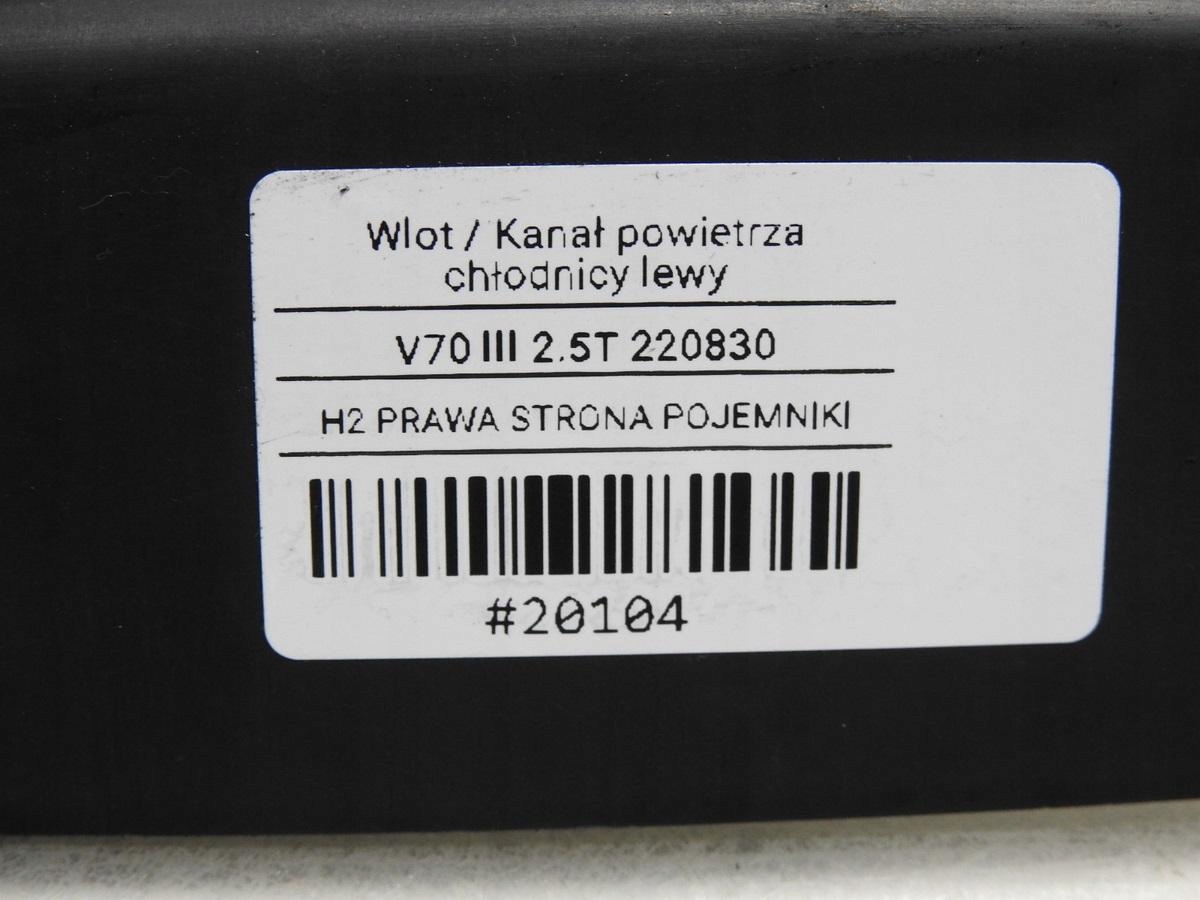 Wlot / Kanał powietrza
chłodnicy lewy
V70 III 2.5T 220830
H2 PRAWA STRONA POJEMNIKI
#20104